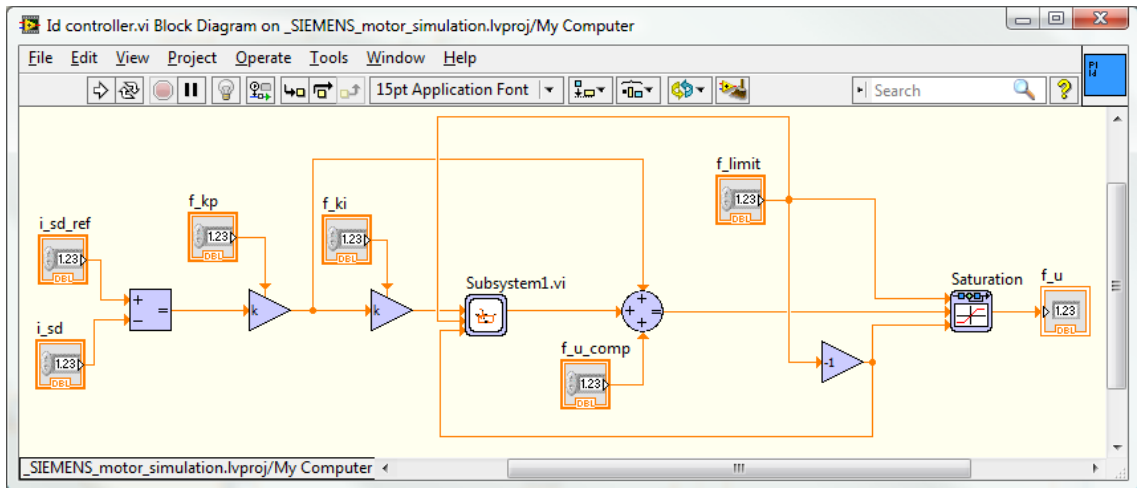 Id controller.vi Block Diagram on _SIEMENS_motor_simulation.lvproj/My Computer
File Edit View Project Operate Tools Window Help
15pt Application Font
Search
PI
Id
f_limit
1.23
DBL
f_kp
1.23
DBL
f_ki
1.23
DBL
i_sd_ref
1.23
DBL
+
−
=
k
k
Subsystem1.vi
+
+
+
=
Saturation
f_u
1.23
DBL
i_sd
1.23
DBL
f_u_comp
1.23
DBL
-1
_SIEMENS_motor_simulation.lvproj/My Computer